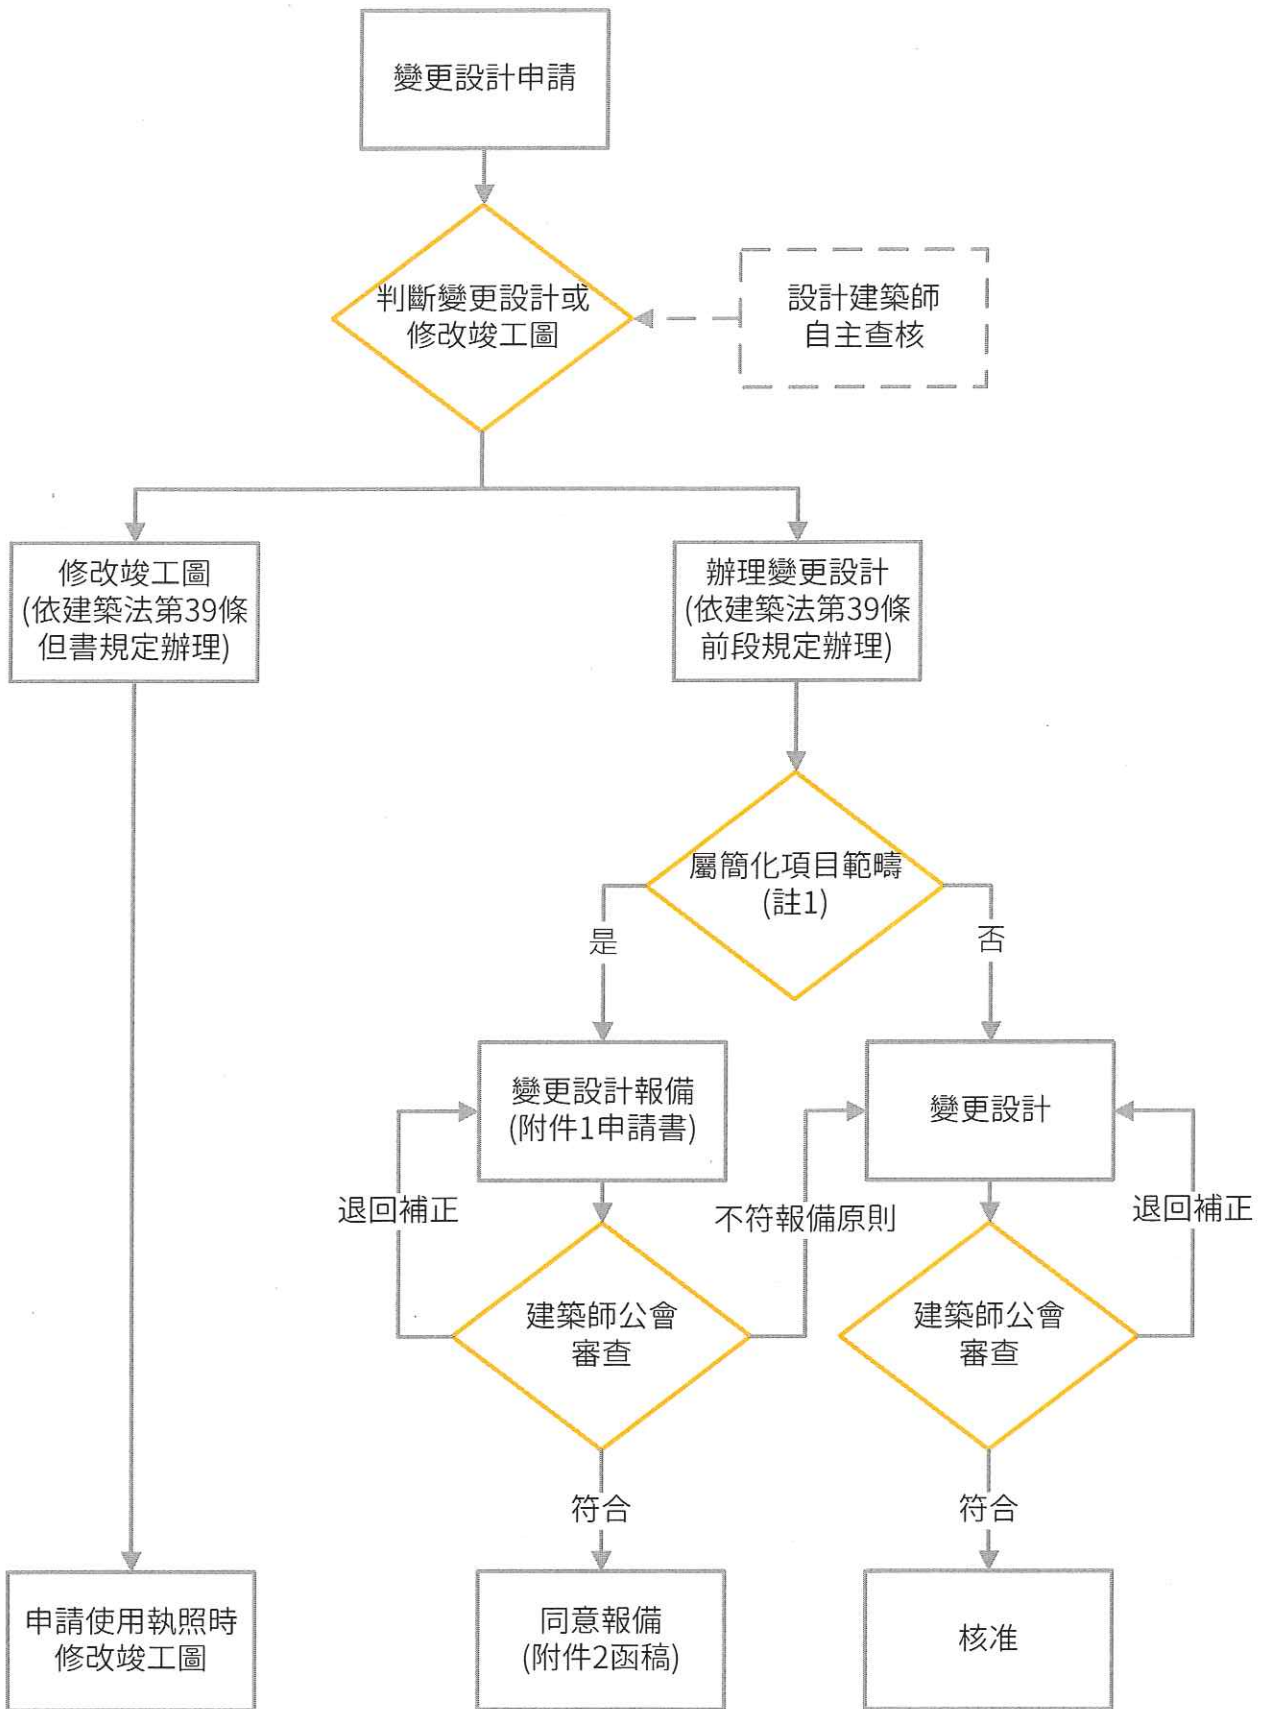 變更設計申請
判斷變更設計或
修改竣工圖
設計建築師
自主查核
修改竣工圖
(依建築法第39條
但書規定辦理)
辦理變更設計
(依建築法第39條
前段規定辦理)
屬簡化項目範疇
(註1)
是
否
變更設計報備
(附件1申請書)
變更設計
退回補正
不符報備原則
退回補正
建築師公會
審查
建築師公會
審查
符合
符合
申請使用執照時
修改竣工圖
同意報備
(附件2函稿)
核准